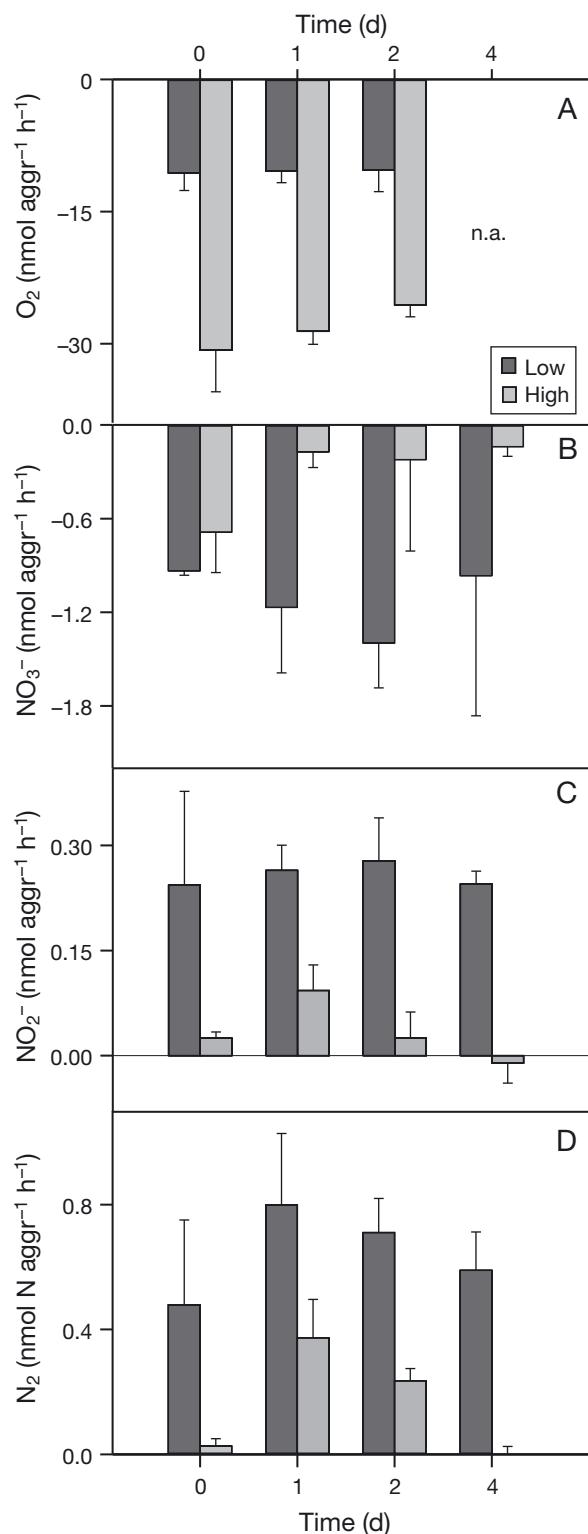 Time (d)
0 1 2 4
A
0
−15
−30
O₂ (nmol aggr⁻¹ h⁻¹)
n.a.
Low
High
B
0.0
−0.6
−1.2
−1.8
NO₃⁻ (nmol aggr⁻¹ h⁻¹)
C
0.30
0.15
0.00
NO₂⁻ (nmol aggr⁻¹ h⁻¹)
D
0.8
0.4
0.0
N₂ (nmol N aggr⁻¹ h⁻¹)
0 1 2 4
Time (d)